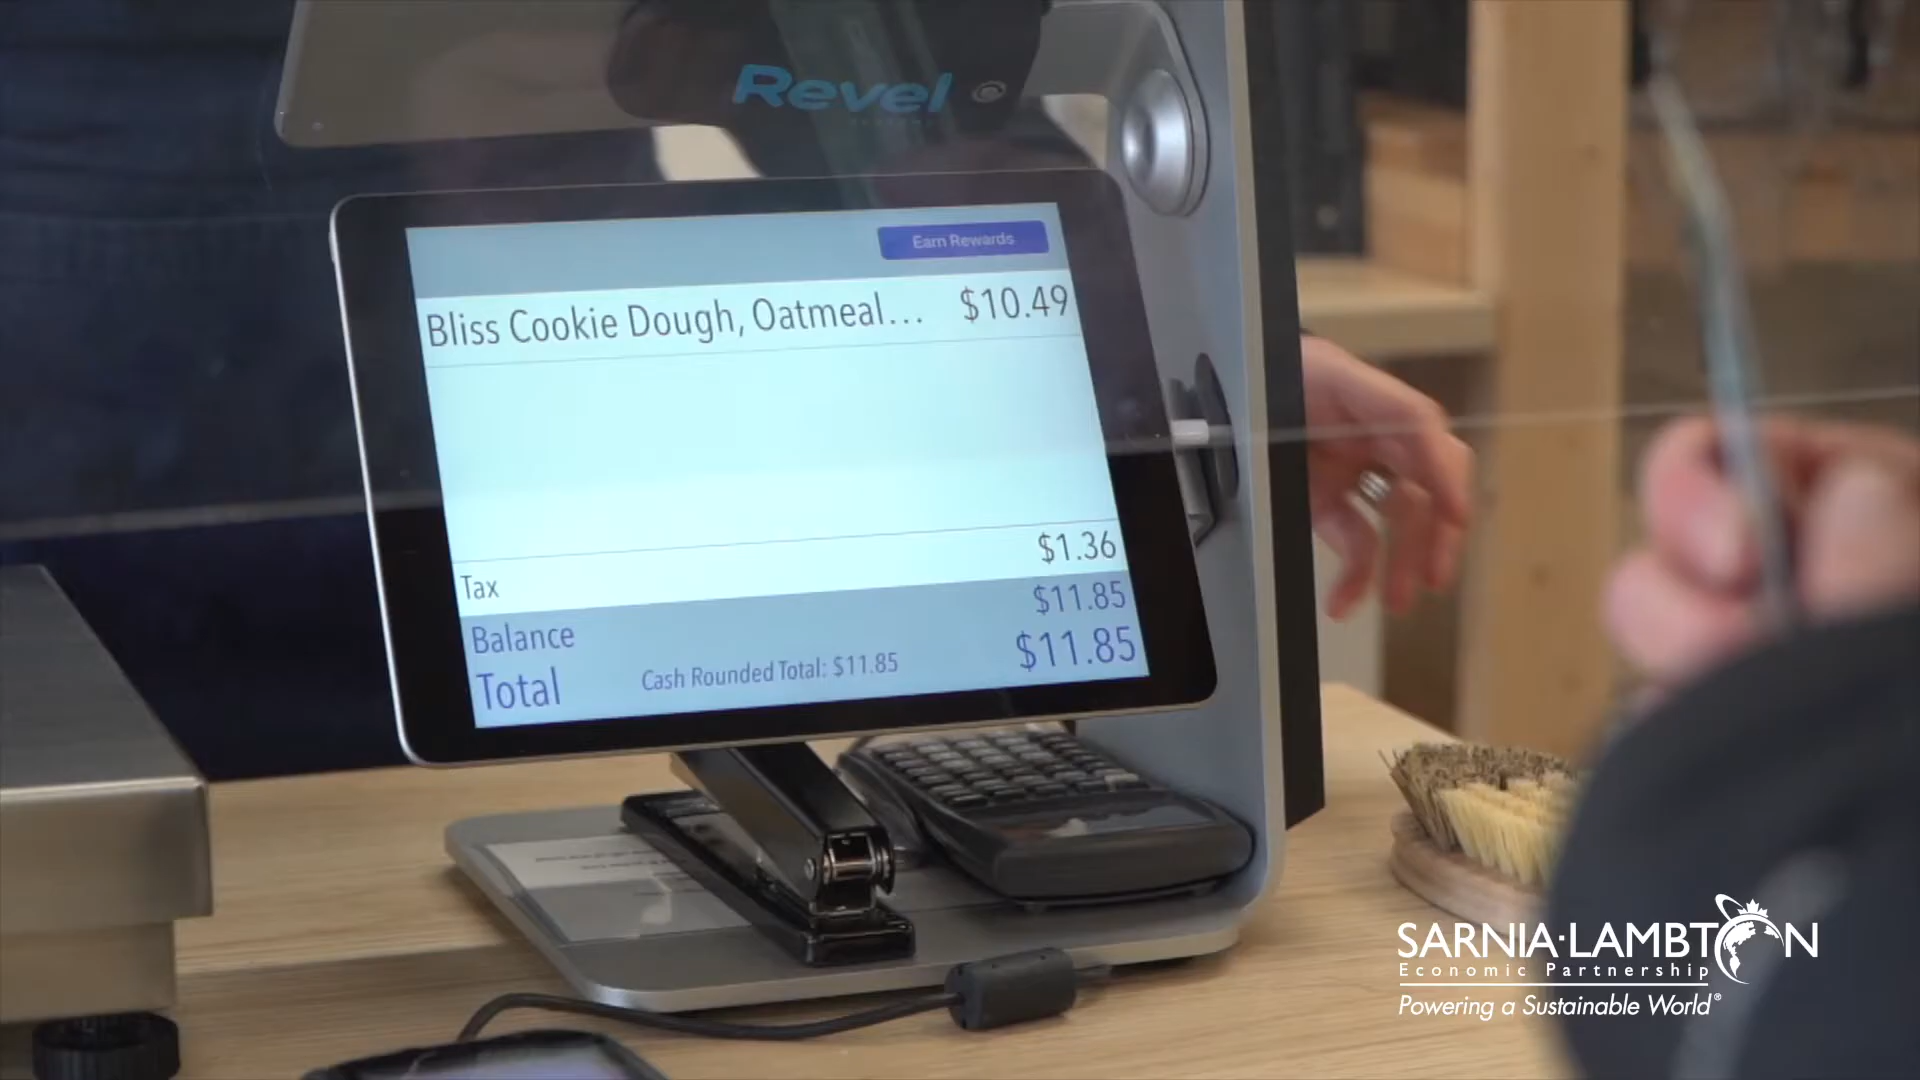 Revel
Earn Rewards
Bliss Cookie Dough, Oatmeal... $10.49
Tax $1.36
Balance $11.85
Total Cash Rounded Total: $11.85 $11.85
SARNIA·LAMBTON
Economic Partnership
Powering a Sustainable World®